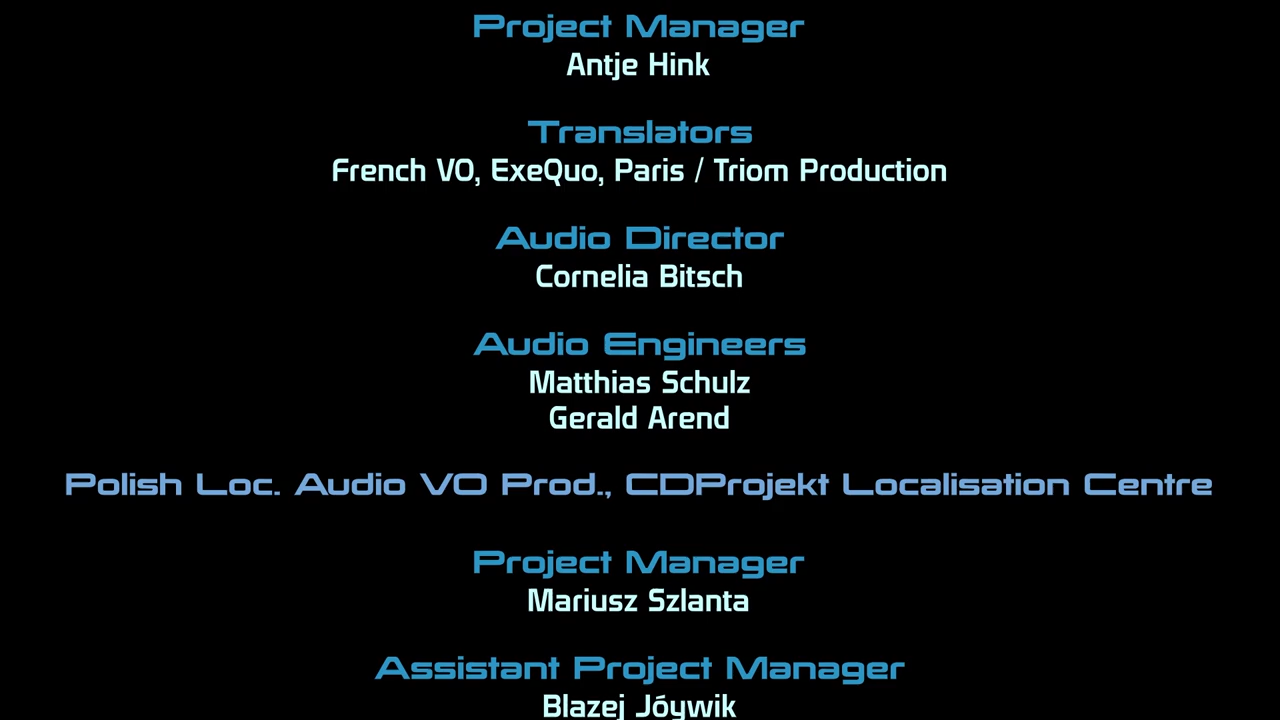 Project Manager
Antje Hink
Translators
French VO, ExeQuo, Paris / Triom Production
Audio Director
Cornelia Bitsch
Audio Engineers
Matthias Schulz
Gerald Arend
Polish Loc. Audio VO Prod., CDProjekt Localisation Centre
Project Manager
Mariusz Szlanta
Assistant Project Manager
Blazej Jóywik